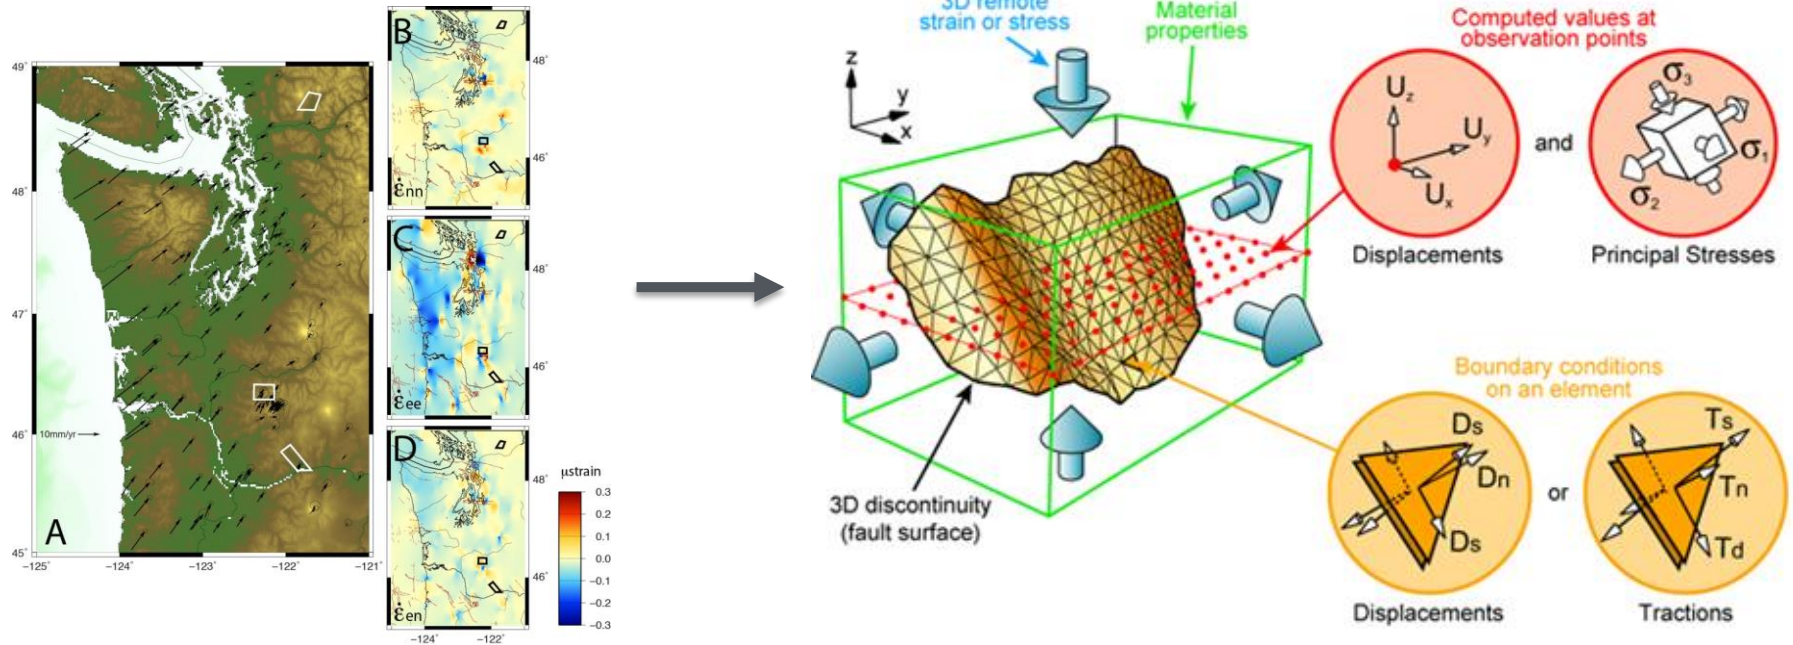 49°
48°
47°
46°
45°
-125°
-124°
-123°
-122°
-121°
10mm/yr
A
B
ε̇nn
48°
46°
C
ε̇ee
48°
46°
D
ε̇en
48°
46°
-124°
-122°
μstrain
0.3
0.2
0.1
0.0
-0.1
-0.2
-0.3
3D remote
strain or stress
Material
properties
z
y
x
3D discontinuity
(fault surface)
Computed values at
observation points
Uz
Uy
Ux
Displacements
and
σ3
σ1
σ2
Principal Stresses
Boundary conditions
on an element
Ds
Dn
Ds
Displacements
or
Ts
Tn
Td
Tractions